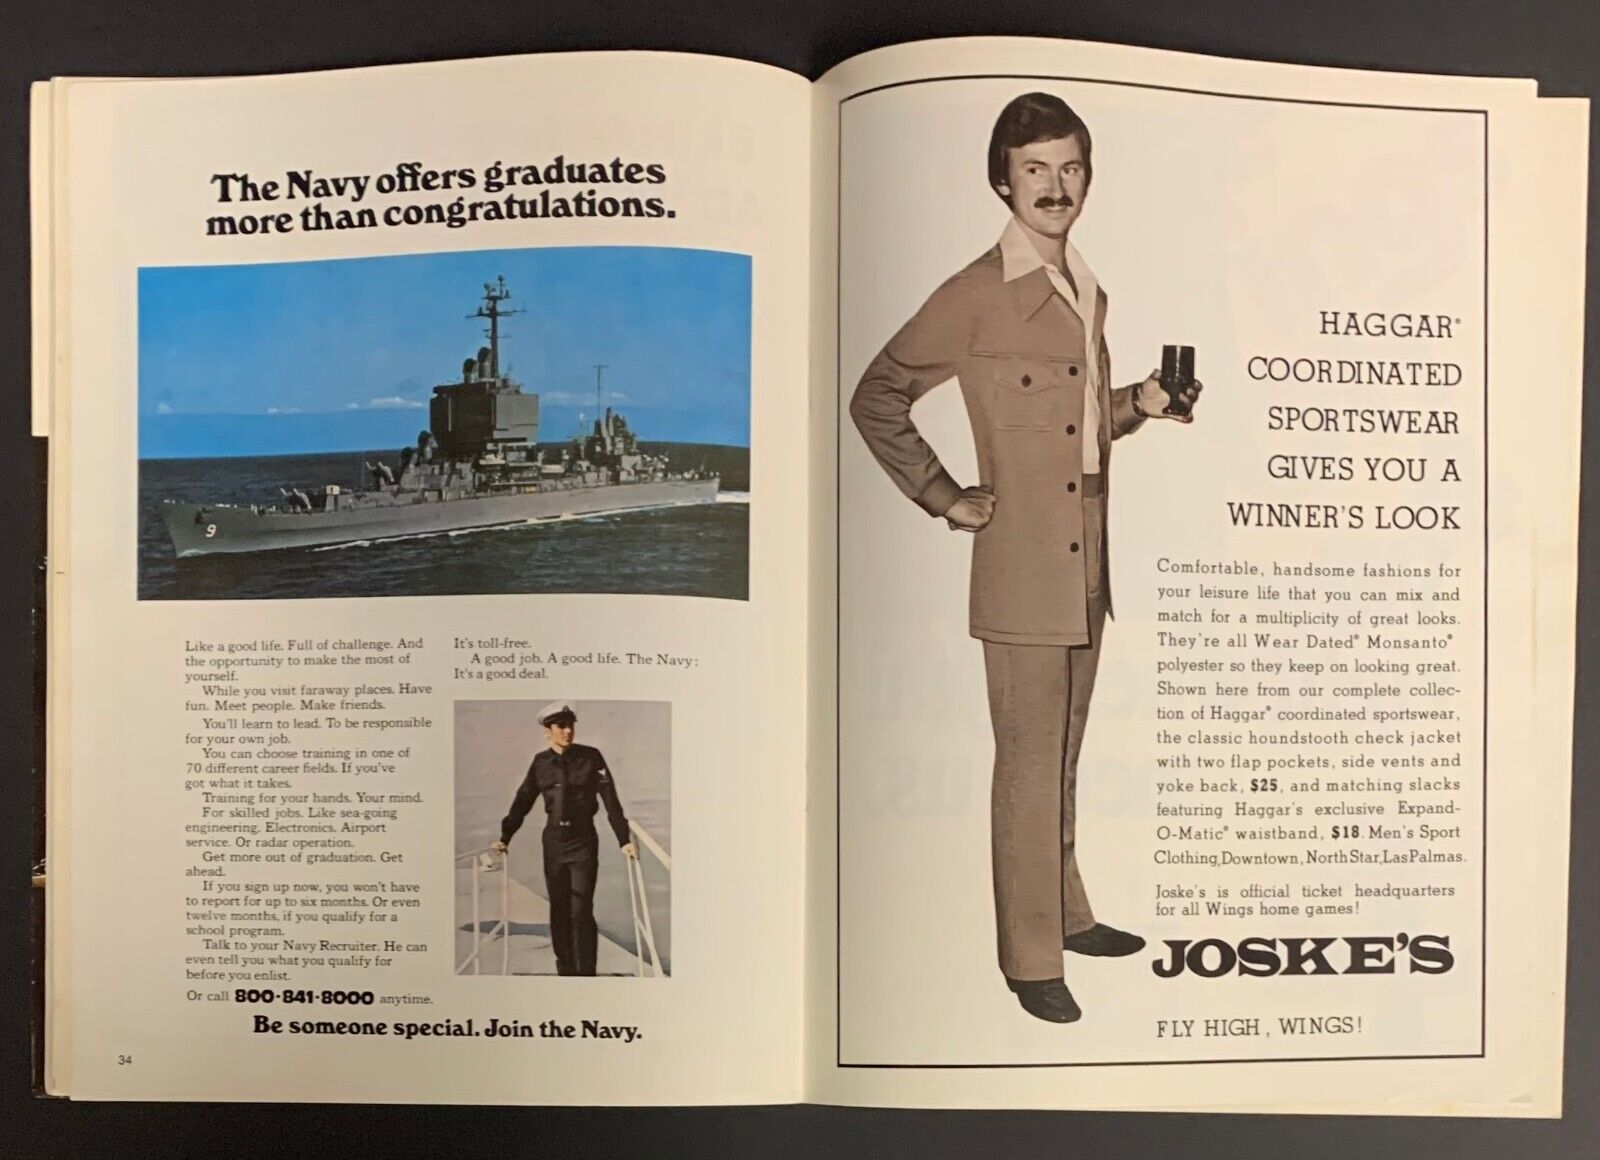 The Navy offers graduates
more than congratulations.
9
Like a good life. Full of challenge. And
the opportunity to make the most of
yourself.
While you visit faraway places. Have
fun. Meet people. Make friends.
You'll learn to lead. To be responsible
for your own job.
You can choose training in one of
70 different career fields. If you've
got what it takes.
Training for your hands. Your mind.
For skilled jobs. Like sea-going
engineering. Electronics. Airport
service. Or radar operation.
Get more out of graduation. Get
ahead.
If you sign up now, you won't have
to report for up to six months. Or even
twelve months, if you qualify for a
school program.
Talk to your Navy Recruiter. He can
even tell you what you qualify for
before you enlist.
Or call 800-841-8000 anytime.
It's toll-free.
A good job. A good life. The Navy:
It's a good deal.
Be someone special. Join the Navy.
34
HAGGAR®
COORDINATED
SPORTSWEAR
GIVES YOU A
WINNER'S LOOK
Comfortable, handsome fashions for
your leisure life that you can mix and
match for a multiplicity of great looks.
They're all Wear Dated® Monsanto®
polyester so they keep on looking great.
Shown here from our complete collec-
tion of Haggar® coordinated sportswear,
the classic houndstooth check jacket
with two flap pockets, side vents and
yoke back, $25, and matching slacks
featuring Haggar's exclusive Expand-
O-Matic® waistband, $18. Men's Sport
Clothing, Downtown, North Star, Las Palmas.
Joske's is official ticket headquarters
for all Wings home games!
JOSKE'S
FLY HIGH, WINGS!